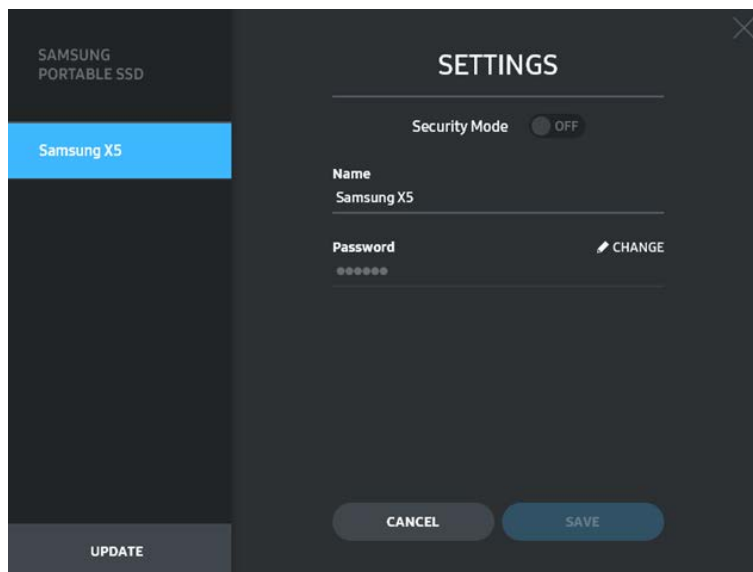 SAMSUNG
PORTABLE SSD
Samsung X5
UPDATE
SETTINGS
Security Mode OFF
Name
Samsung X5
Password CHANGE
●●●●●●
CANCEL SAVE